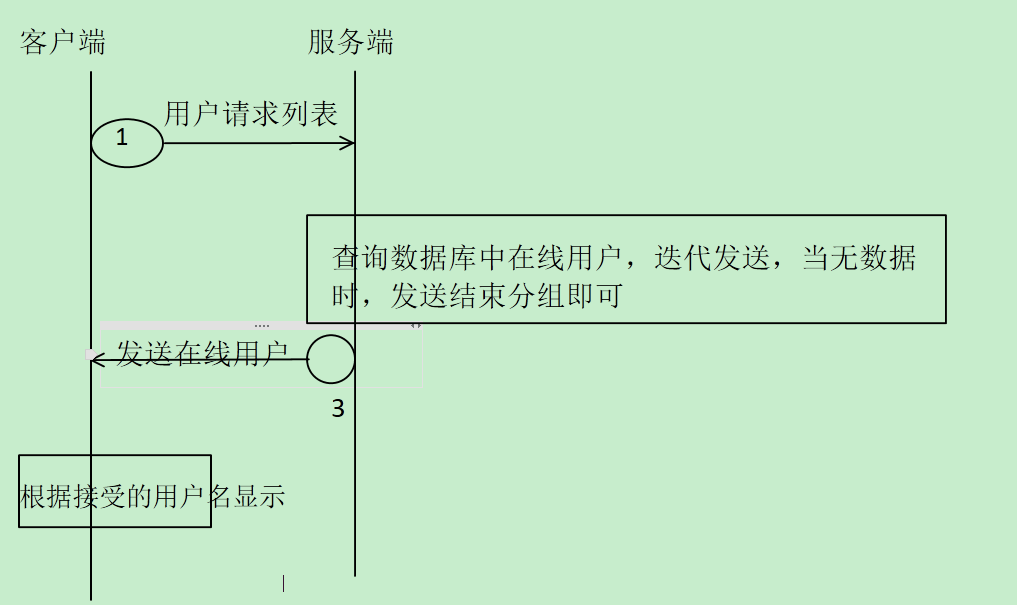 客户端
服务端
用户请求列表
1
查询数据库中在线用户，迭代发送，当无数据
时，发送结束分组即可
发送在线用户
3
根据接受的用户名显示